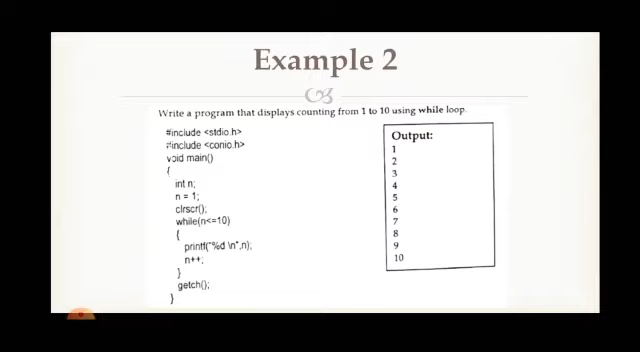 Example 2
Write a program that displays counting from 1 to 10 using while loop.
#include <stdio.h>
#include <conio.h>
void main()
{
int n;
n = 1;
clrscr();
while(n<=10)
{
printf("%d \n",n);
n++;
}
getch();
}
Output:
1
2
3
4
5
6
7
8
9
10